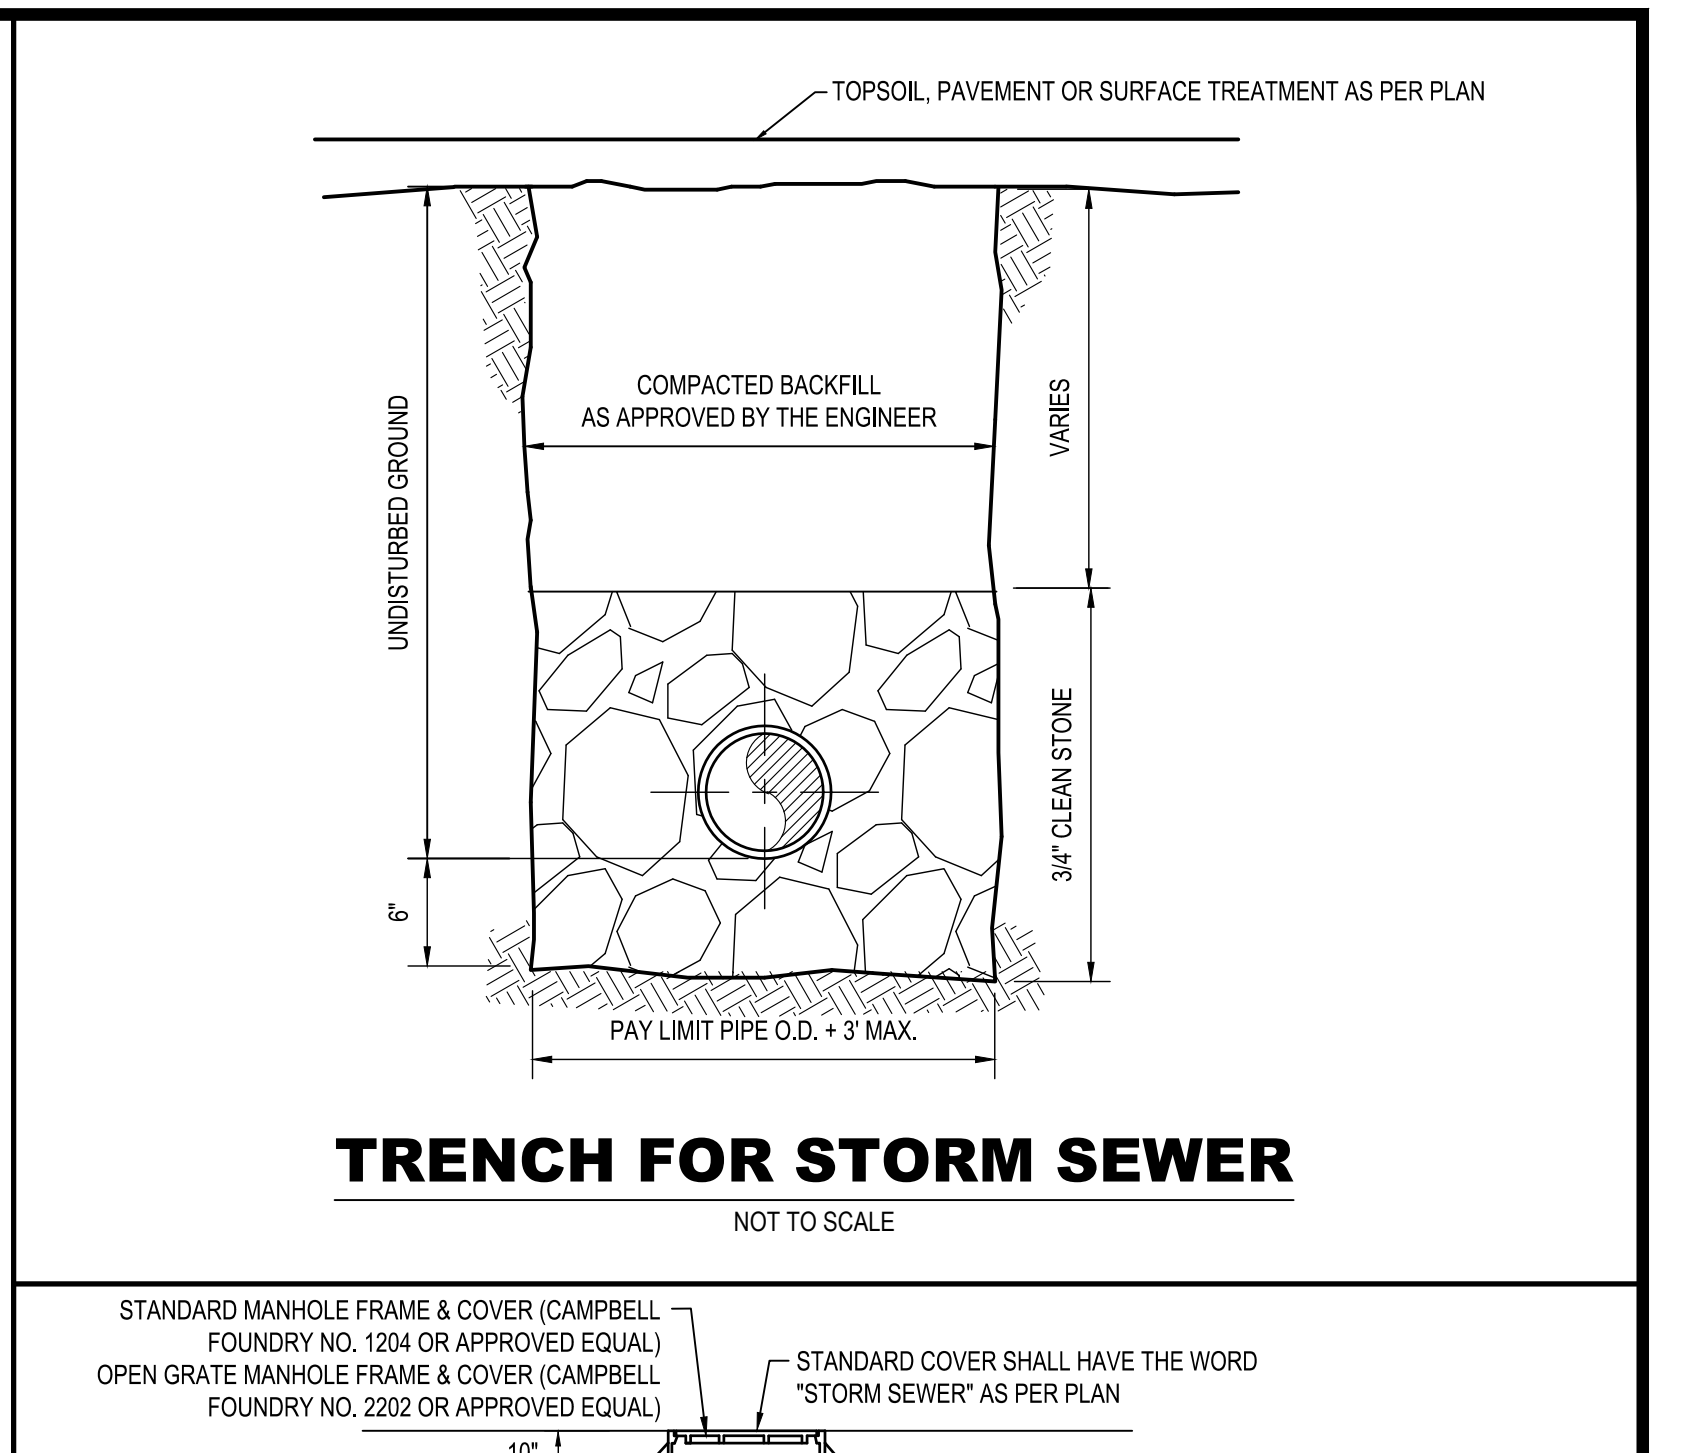 TOPSOIL, PAVEMENT OR SURFACE TREATMENT AS PER PLAN
COMPACTED BACKFILL
AS APPROVED BY THE ENGINEER
UNDISTURBED GROUND
VARIES
3/4" CLEAN STONE
6"
PAY LIMIT PIPE O.D. + 3' MAX.
TRENCH FOR STORM SEWER
NOT TO SCALE
STANDARD MANHOLE FRAME & COVER (CAMPBELL
FOUNDRY NO. 1204 OR APPROVED EQUAL)
OPEN GRATE MANHOLE FRAME & COVER (CAMPBELL
FOUNDRY NO. 2202 OR APPROVED EQUAL)
STANDARD COVER SHALL HAVE THE WORD
"STORM SEWER" AS PER PLAN
10"